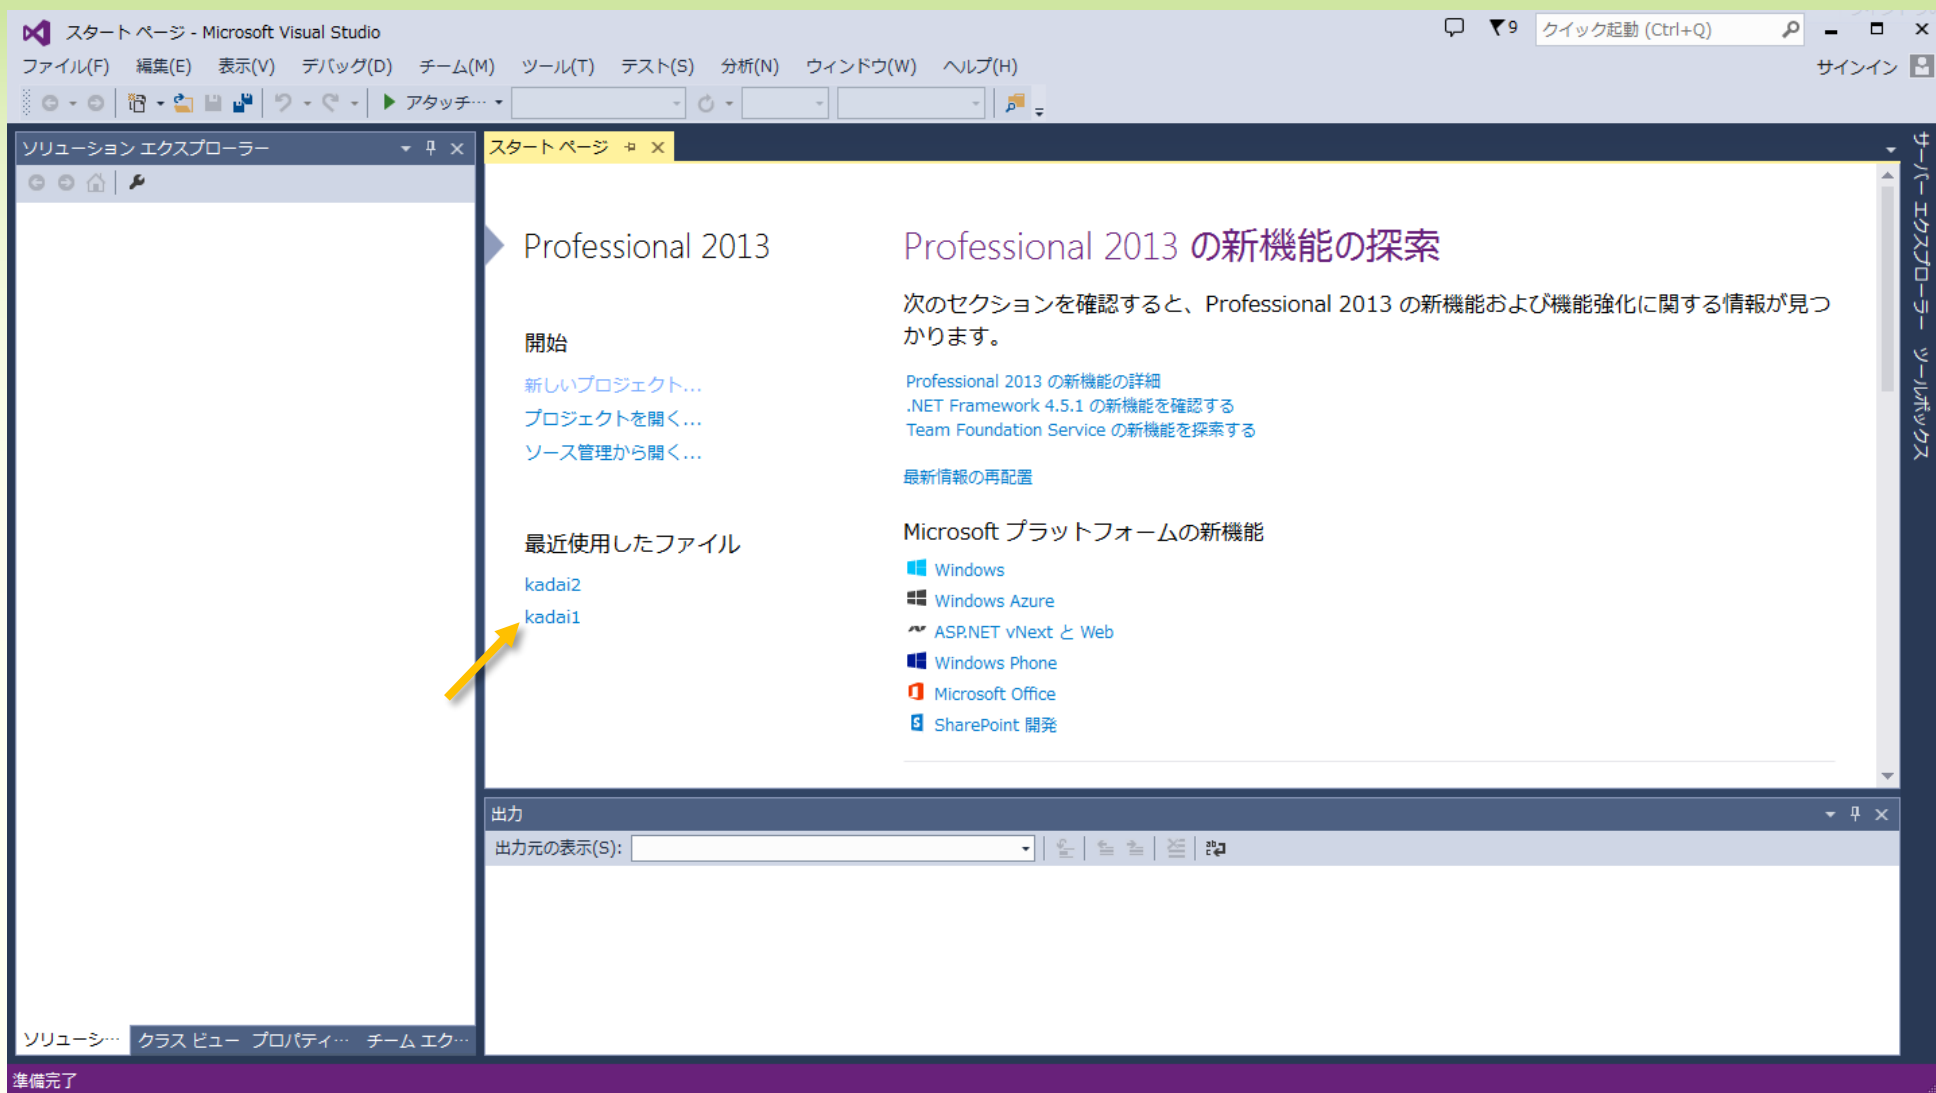 スタート ページ - Microsoft Visual Studio
9
クイック起動 (Ctrl+Q)
ファイル(F) 編集(E) 表示(V) デバッグ(D) チーム(M) ツール(T) テスト(S) 分析(N) ウィンドウ(W) ヘルプ(H)
サインイン
アタッチ…
ソリューション エクスプローラー
スタート ページ
Professional 2013
開始
新しいプロジェクト...
プロジェクトを開く...
ソース管理から開く...
最近使用したファイル
kadai2
kadai1
Professional 2013 の新機能の探索
次のセクションを確認すると、Professional 2013 の新機能および機能強化に関する情報が見つ
かります。
Professional 2013 の新機能の詳細
.NET Framework 4.5.1 の新機能を確認する
Team Foundation Service の新機能を探索する
最新情報の再配置
Microsoft プラットフォームの新機能
Windows
Windows Azure
ASP.NET vNext と Web
Windows Phone
Microsoft Office
SharePoint 開発
サーバー エクスプローラー
ツールボックス
出力
出力元の表示(S):
ソリューシ… クラス ビュー プロパティ… チーム エク…
準備完了